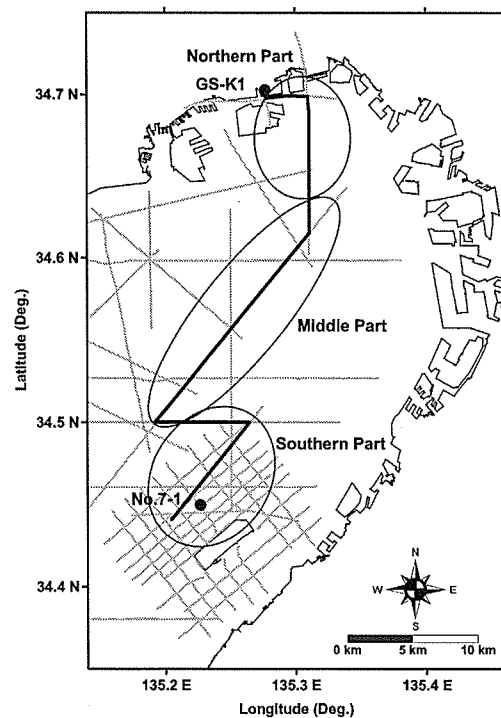 Northern Part
GS-K1
34.7 N
34.6 N
Middle Part
Latitude (Deg.)
34.5 N
Southern Part
No.7-1
34.4 N
N
W
E
S
0 km
5 km
10 km
135.2 E
135.3 E
135.4 E
Longitude (Deg.)